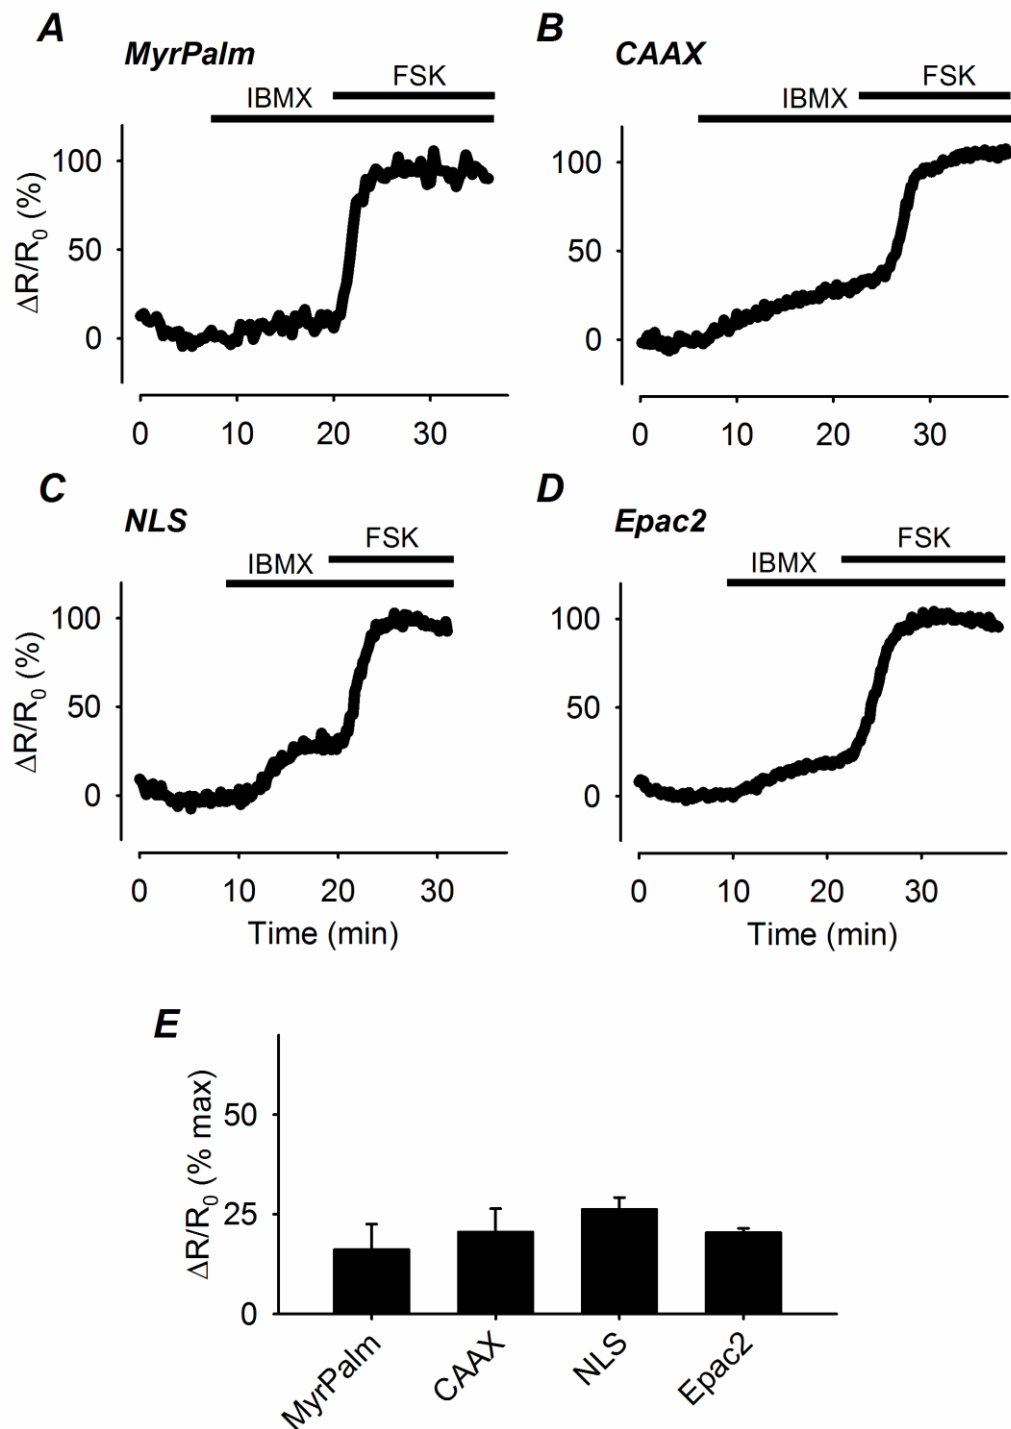 A
MyrPalm
FSK
IBMX
100
50
0
ΔR/R0 (%)
0 10 20 30
B
CAAX
FSK
IBMX
100
50
0
0 10 20 30
C
NLS
FSK
IBMX
100
50
0
ΔR/R0 (%)
0 10 20 30
Time (min)
D
Epac2
FSK
IBMX
100
50
0
0 10 20 30
Time (min)
E
50
25
0
ΔR/R0 (% max)
MyrPalm
CAAX
NLS
Epac2